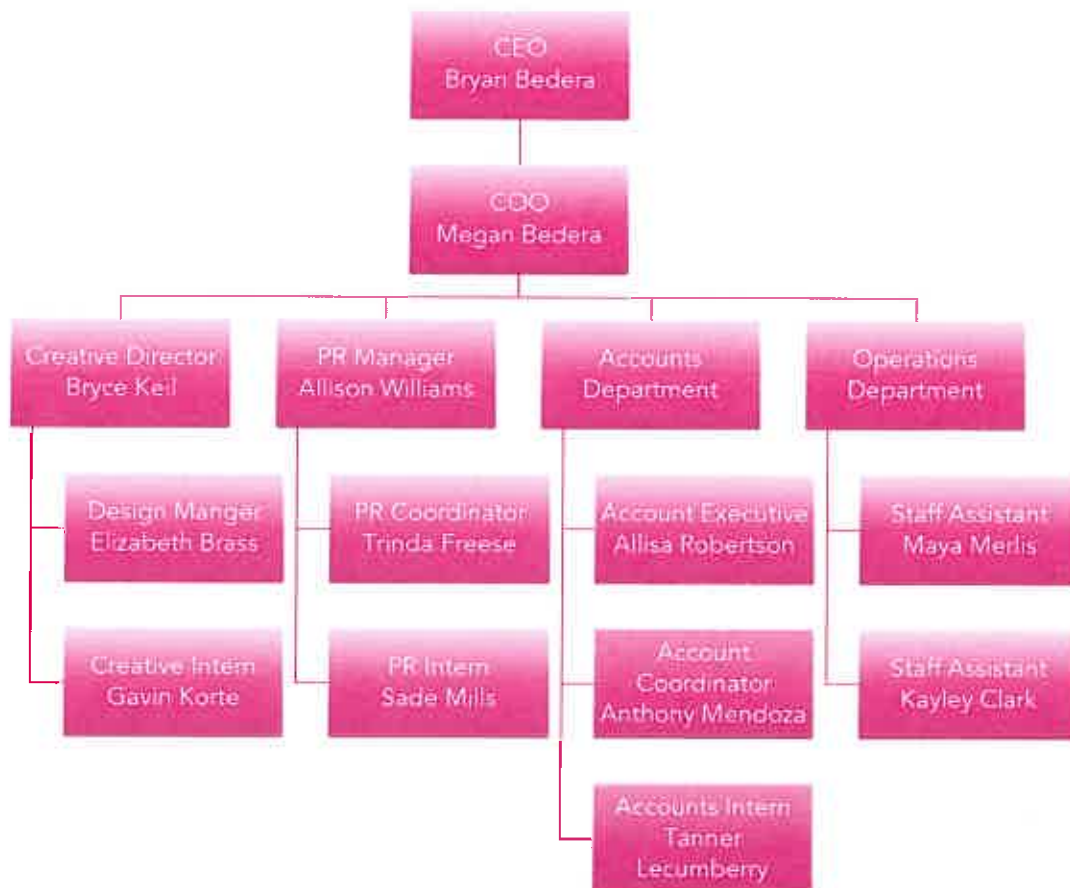 CEO
Bryan Bedera
COO
Megan Bedera
Creative Director
Bryce Keil
PR Manager
Allison Williams
Accounts
Department
Operations
Department
Design Manger
Elizabeth Brass
PR Coordinator
Trinda Freese
Account Executive
Allisa Robertson
Staff Assistant
Maya Merlis
Creative Intern
Gavin Korte
PR Intern
Sade Mills
Account
Coordinator
Anthony Mendoza
Staff Assistant
Kayley Clark
Accounts Intern
Tanner
Lecumberry